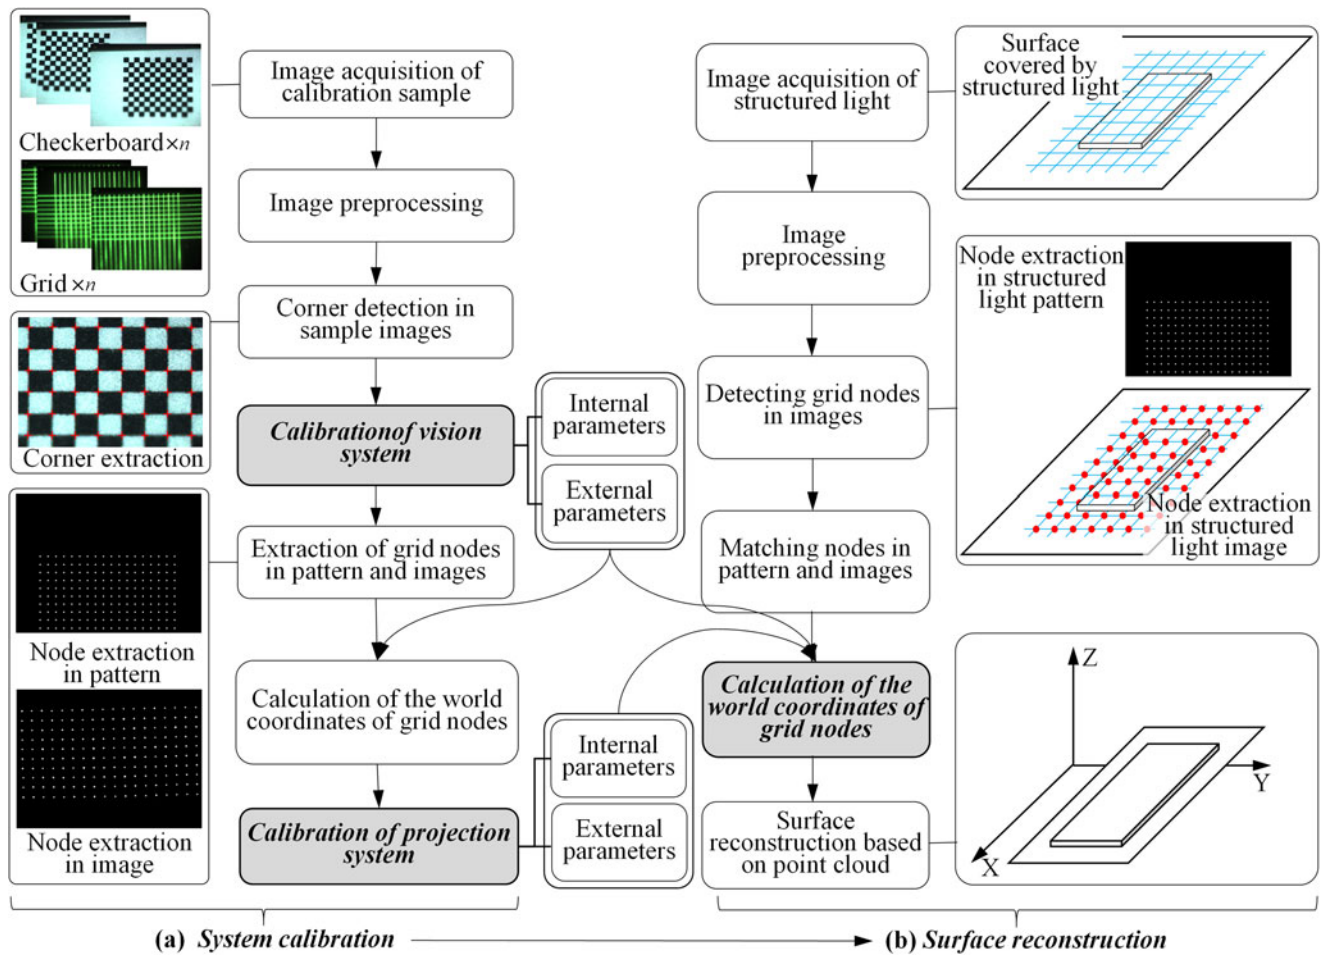 Checkerboard×n
Grid×n
Corner extraction
Node extraction
in pattern
Node extraction
in image
Image acquisition of
calibration sample
Image preprocessing
Corner detection in
sample images
Calibrationof vision
system
Extraction of grid nodes
in pattern and images
Calculation of the world
coordinates of grid nodes
Calibration of projection
system
Internal
parameters
External
parameters
Internal
parameters
External
parameters
Image acquisition of
structured light
Image
preprocessing
Detecting grid nodes
in images
Matching nodes in
pattern and images
Calculation of the
world coordinates of
grid nodes
Surface
reconstruction based
on point cloud
Surface
covered by
structured light
Node extraction
in structured
light pattern
Node extraction
in structured
light image
Z
Y
X
(a) System calibration
(b) Surface reconstruction